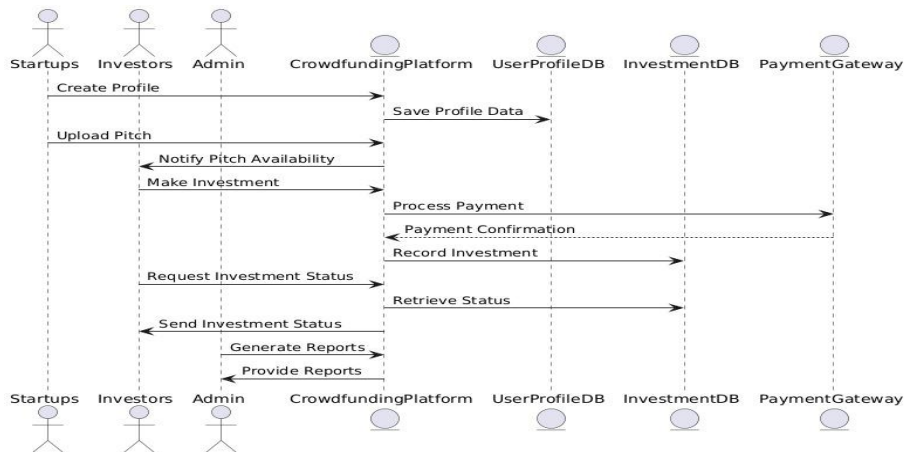 Startups Investors Admin CrowdfundingPlatform UserProfileDB InvestmentDB PaymentGateway
Create Profile
Save Profile Data
Upload Pitch
Notify Pitch Availability
Make Investment
Process Payment
Payment Confirmation
Record Investment
Request Investment Status
Retrieve Status
Send Investment Status
Generate Reports
Provide Reports
Startups Investors Admin CrowdfundingPlatform UserProfileDB InvestmentDB PaymentGateway